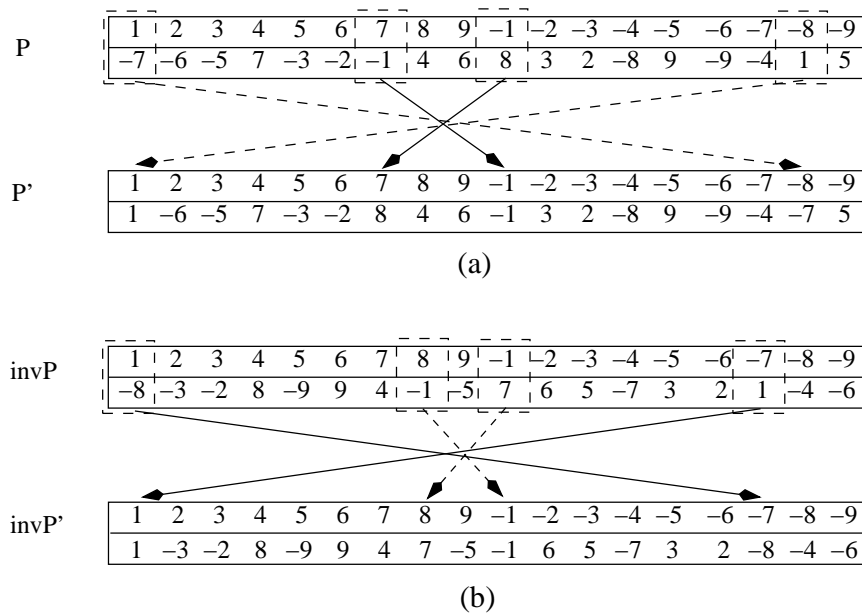 P
1 2 3 4 5 6 7 8 9 −1 −2 −3 −4 −5 −6 −7 −8 −9
−7 −6 −5 7 −3 −2 −1 4 6 8 3 2 −8 9 −9 −4 1 5
P’
1 2 3 4 5 6 7 8 9 −1 −2 −3 −4 −5 −6 −7 −8 −9
1 −6 −5 7 −3 −2 8 4 6 −1 3 2 −8 9 −9 −4 −7 5
(a)
invP
1 2 3 4 5 6 7 8 9 −1 −2 −3 −4 −5 −6 −7 −8 −9
−8 −3 −2 8 −9 9 4 −1 −5 7 6 5 −7 3 2 1 −4 −6
invP’
1 2 3 4 5 6 7 8 9 −1 −2 −3 −4 −5 −6 −7 −8 −9
1 −3 −2 8 −9 9 4 7 −5 −1 6 5 −7 3 2 −8 −4 −6
(b)